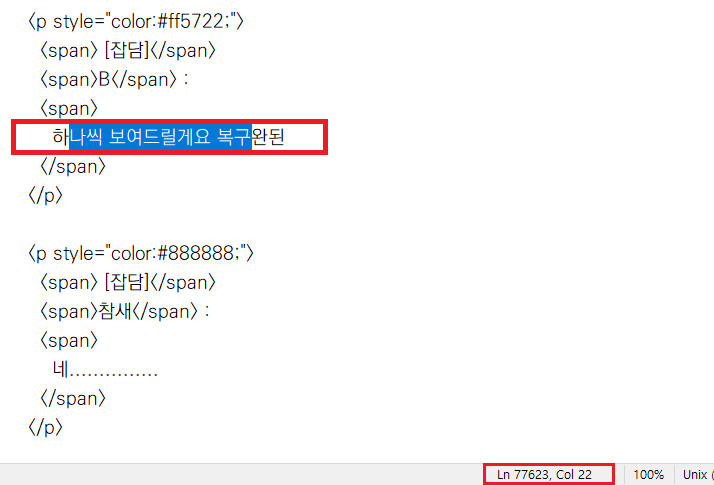 <p style="color:#ff5722;">
<span> [잡담]</span>
<span>B</span> :
<span>
하나씩 보여드릴게요 복구완된
</span>
</p>
<p style="color:#888888;">
<span> [잡담]</span>
<span>참새</span> :
<span>
네...............
</span>
</p>
Ln 77623, Col 22 100% Unix (